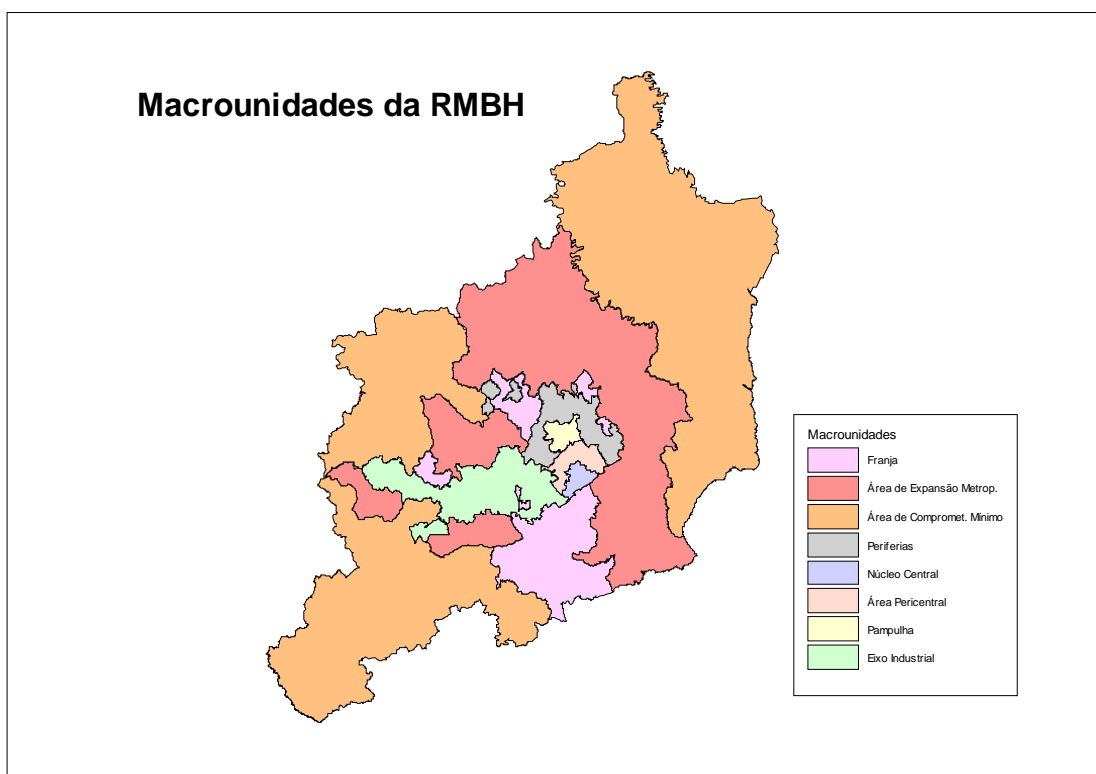 Macrounidades da RMBH
Macrounidades
Franja
Área de Expansão Metrop.
Área de Compromet. Mínimo
Periferias
Núcleo Central
Área Pericentral
Pampulha
Eixo Industrial